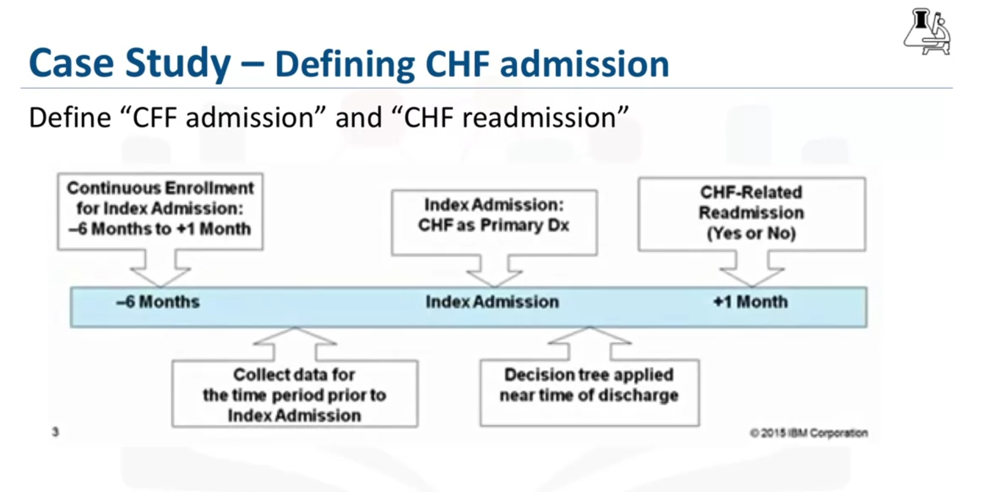 Case Study – Defining CHF admission
Define “CFF admission” and “CHF readmission”
Continuous Enrollment
for Index Admission:
–6 Months to +1 Month
Index Admission:
CHF as Primary Dx
CHF-Related
Readmission
(Yes or No)
–6 Months
Index Admission
+1 Month
Collect data for
the time period prior to
Index Admission
Decision tree applied
near time of discharge
3
© 2015 IBM Corporation